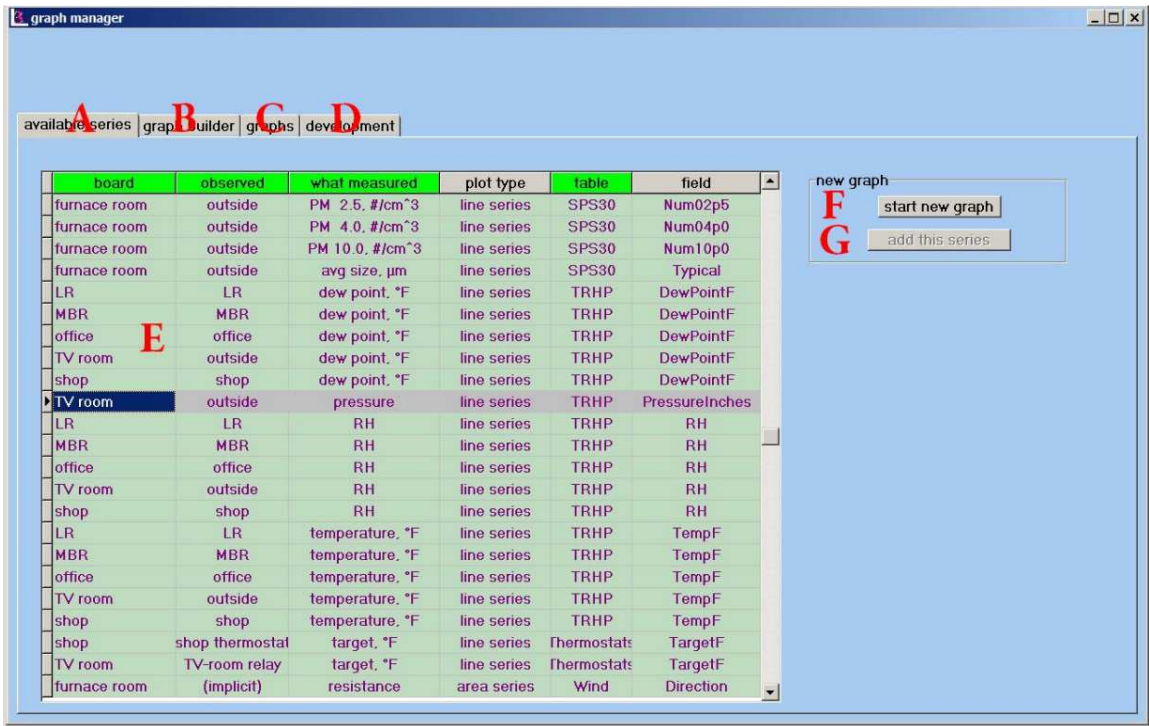 graph manager
A B C D
available series graph builder graphs development
board observed what measured plot type table field
furnace room outside PM 2.5, #/cm^3 line series SPS30 Num02p5
furnace room outside PM 4.0, #/cm^3 line series SPS30 Num04p0
furnace room outside PM 10.0, #/cm^3 line series SPS30 Num10p0
furnace room outside avg size, µm line series SPS30 Typical
LR LR dew point, °F line series TRHP DewPointF
MBR MBR dew point, °F line series TRHP DewPointF
office office dew point, °F line series TRHP DewPointF
E
TV room outside dew point, °F line series TRHP DewPointF
shop shop dew point, °F line series TRHP DewPointF
TV room outside pressure line series TRHP PressureInches
LR LR RH line series TRHP RH
MBR MBR RH line series TRHP RH
office office RH line series TRHP RH
TV room outside RH line series TRHP RH
shop shop RH line series TRHP RH
LR LR temperature, °F line series TRHP TempF
MBR MBR temperature, °F line series TRHP TempF
office office temperature, °F line series TRHP TempF
TV room outside temperature, °F line series TRHP TempF
shop shop temperature, °F line series TRHP TempF
shop shop thermostat target, °F line series Thermostats TargetF
TV room TV-room relay target, °F line series Thermostats TargetF
furnace room (implicit) resistance area series Wind Direction
new graph
F start new graph
G add this series